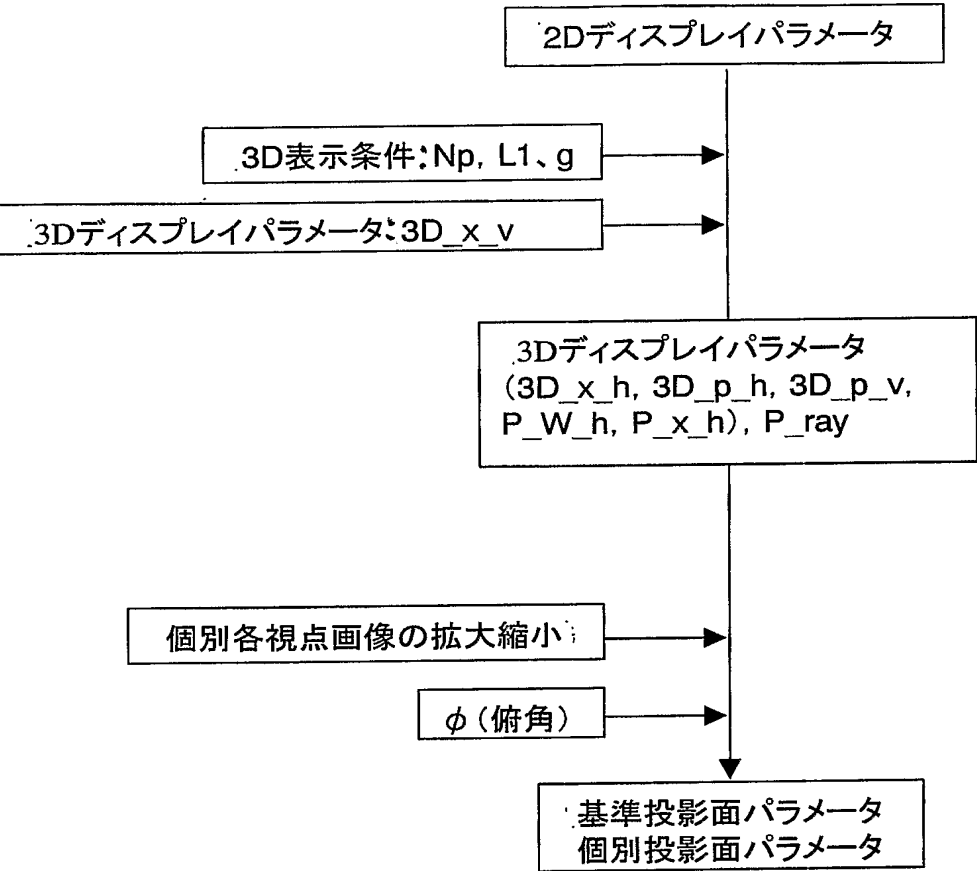 2Dディスプレイパラメータ
3D表示条件:Np, L1、g
3Dディスプレイパラメータ:3D_x_v
3Dディスプレイパラメータ
(3D_x_h, 3D_p_h, 3D_p_v,
P_W_h, P_x_h), P_ray
個別各視点画像の拡大縮小
φ(俯角)
基準投影面パラメータ
個別投影面パラメータ